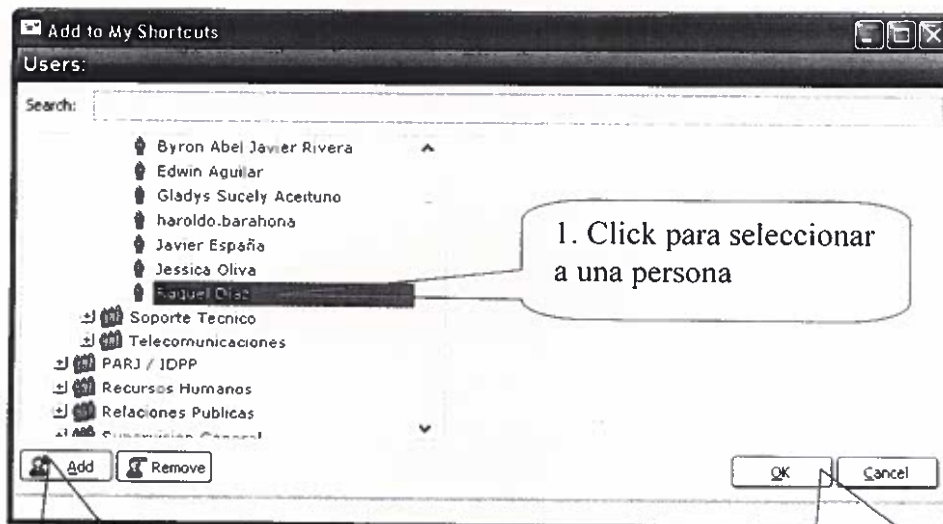 Add to My Shortcuts
Users:
Search:
Byron Abel Javier Rivera
Edwin Aguilar
Gladys Sucely Aceituno
haroldo.barahona
Javier España
Jessica Oliva
Raquel Díaz
1. Click para seleccionar
a una persona
Soporte Tecnico
Telecomunicaciones
PARJ / IDPP
Recursos Humanos
Relaciones Publicas
Supervision General
Add
Remove
OK
Cancel